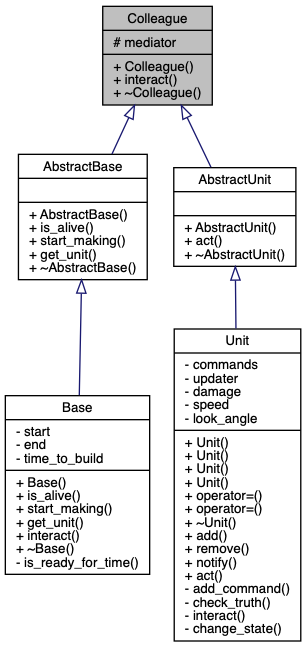 Colleague
# mediator
+ Colleague()
+ interact()
+ ~Colleague()
AbstractBase
+ AbstractBase()
+ is_alive()
+ start_making()
+ get_unit()
+ ~AbstractBase()
AbstractUnit
+ AbstractUnit()
+ act()
+ ~AbstractUnit()
Base
- start
- end
- time_to_build
+ Base()
+ is_alive()
+ start_making()
+ get_unit()
+ interact()
+ ~Base()
- is_ready_for_time()
Unit
- commands
- updater
- damage
- speed
- look_angle
+ Unit()
+ Unit()
+ Unit()
+ Unit()
+ operator=()
+ operator=()
+ ~Unit()
+ add()
+ remove()
+ notify()
+ act()
- add_command()
- check_truth()
- interact()
- change_state()